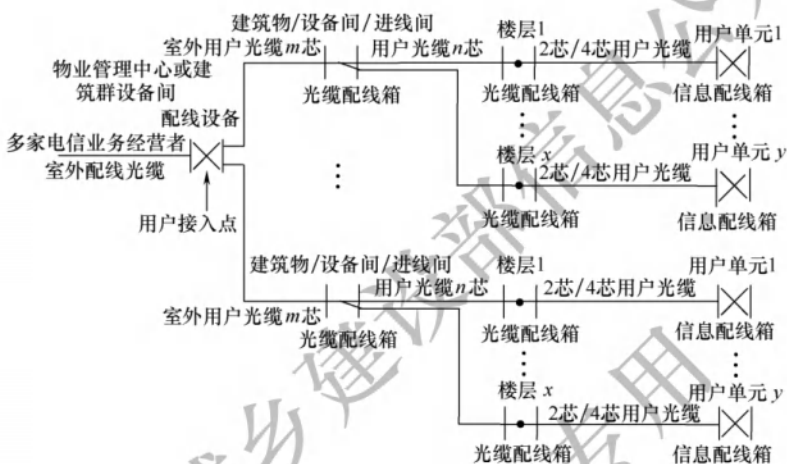 建筑物/设备间/进线间
室外用户光缆m芯
用户光缆n芯
楼层1
2芯/4芯用户光缆
用户单元1
物业管理中心或建
筑群设备间
光缆配线箱
光缆配线箱
信息配线箱
配线设备
多家电信业务经营者
室外配线光缆
楼层 x
2芯/4芯用户光缆
用户单元 y
用户接入点
光缆配线箱
信息配线箱
建筑物/设备间/进线间
用户光缆n芯
楼层1
2芯/4芯用户光缆
用户单元1
室外用户光缆m芯
光缆配线箱
光缆配线箱
信息配线箱
楼层 x
2芯/4芯用户光缆
用户单元 y
光缆配线箱
信息配线箱
乡建设部信息公
专用